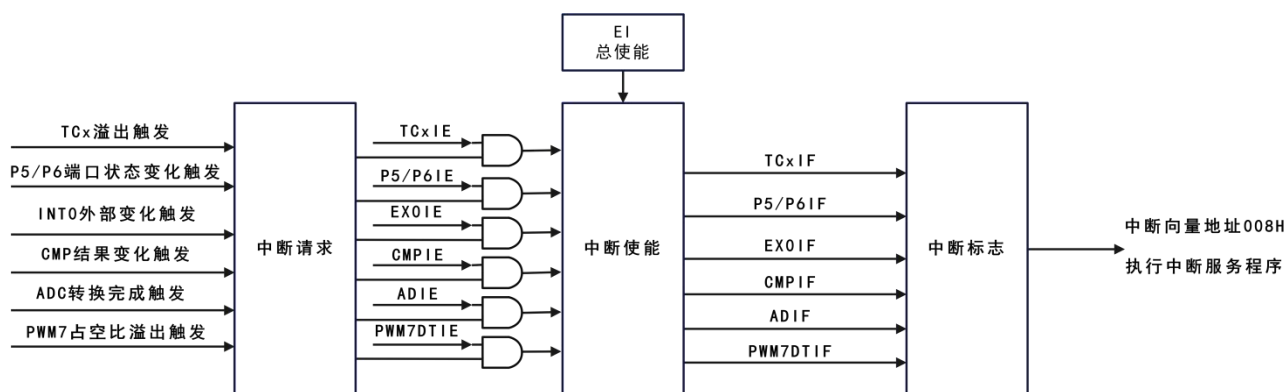 EI
总使能
TCx溢出触发
P5/P6端口状态变化触发
INT0外部变化触发
CMP结果变化触发
ADC转换完成触发
PWM7占空比溢出触发
中断请求
TCxIE
P5/P6IE
EX0IE
CMPIE
ADIE
PWM7DTIE
中断使能
TCxIF
P5/P6IF
EX0IF
CMPIF
ADIF
PWM7DTIF
中断标志
中断向量地址008H
执行中断服务程序